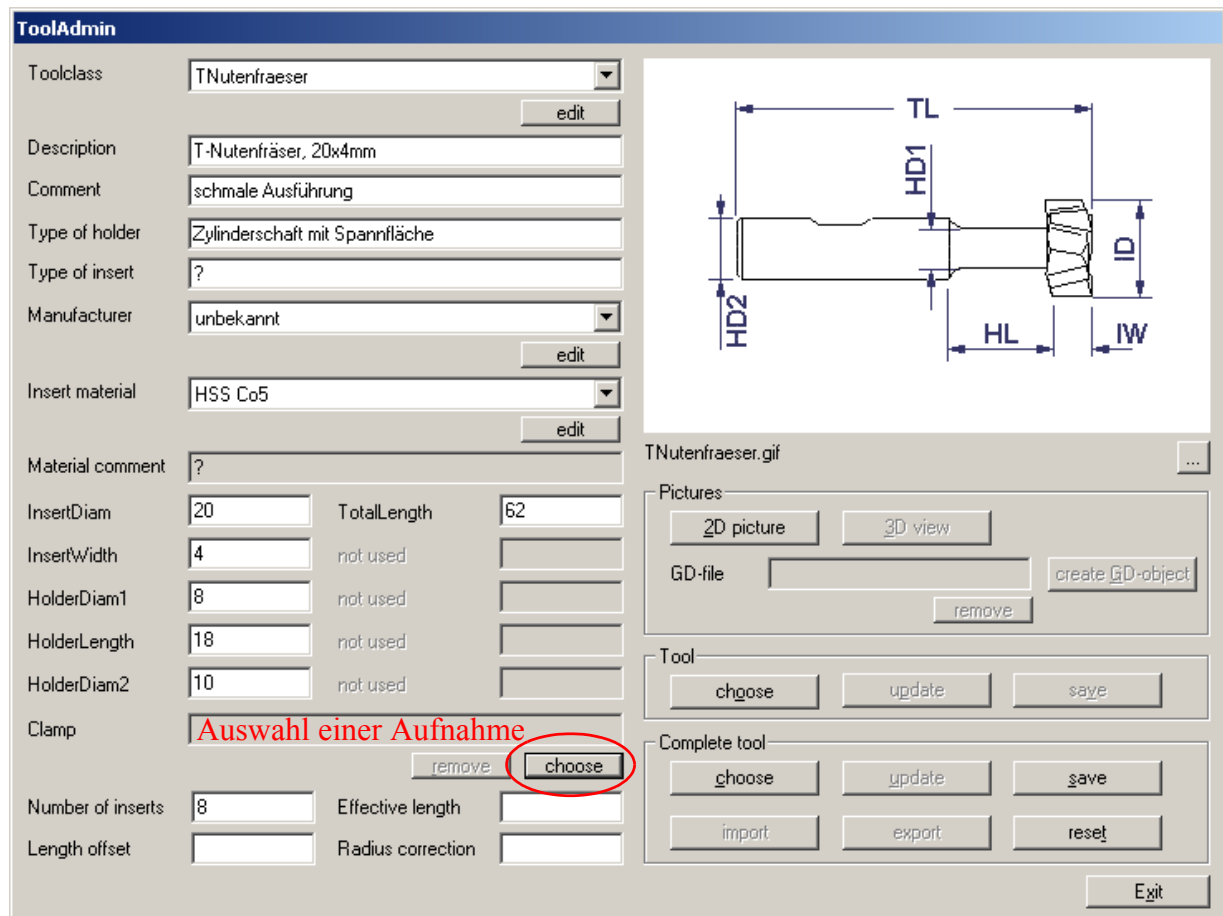 ToolAdmin
Toolclass TNutenfraeser
edit
Description T-Nutenfräser, 20x4mm
Comment schmale Ausführung
Type of holder Zylinderschaft mit Spannfläche
Type of insert ?
Manufacturer unbekannt
edit
Insert material HSS Co5
edit
Material comment ?
InsertDiam 20 TotalLength 62
InsertWidth 4 not used
HolderDiam1 8 not used
HolderLength 18 not used
HolderDiam2 10 not used
Clamp Auswahl einer Aufnahme
remove choose
Number of inserts 8 Effective length
Length offset Radius correction
TL
HD1
ID
HD2
HL IW
TNutenfraeser.gif ...
Pictures
2D picture 3D view
GD-file create GD-object
remove
Tool
choose update save
Complete tool
choose update save
import export reset
Exit